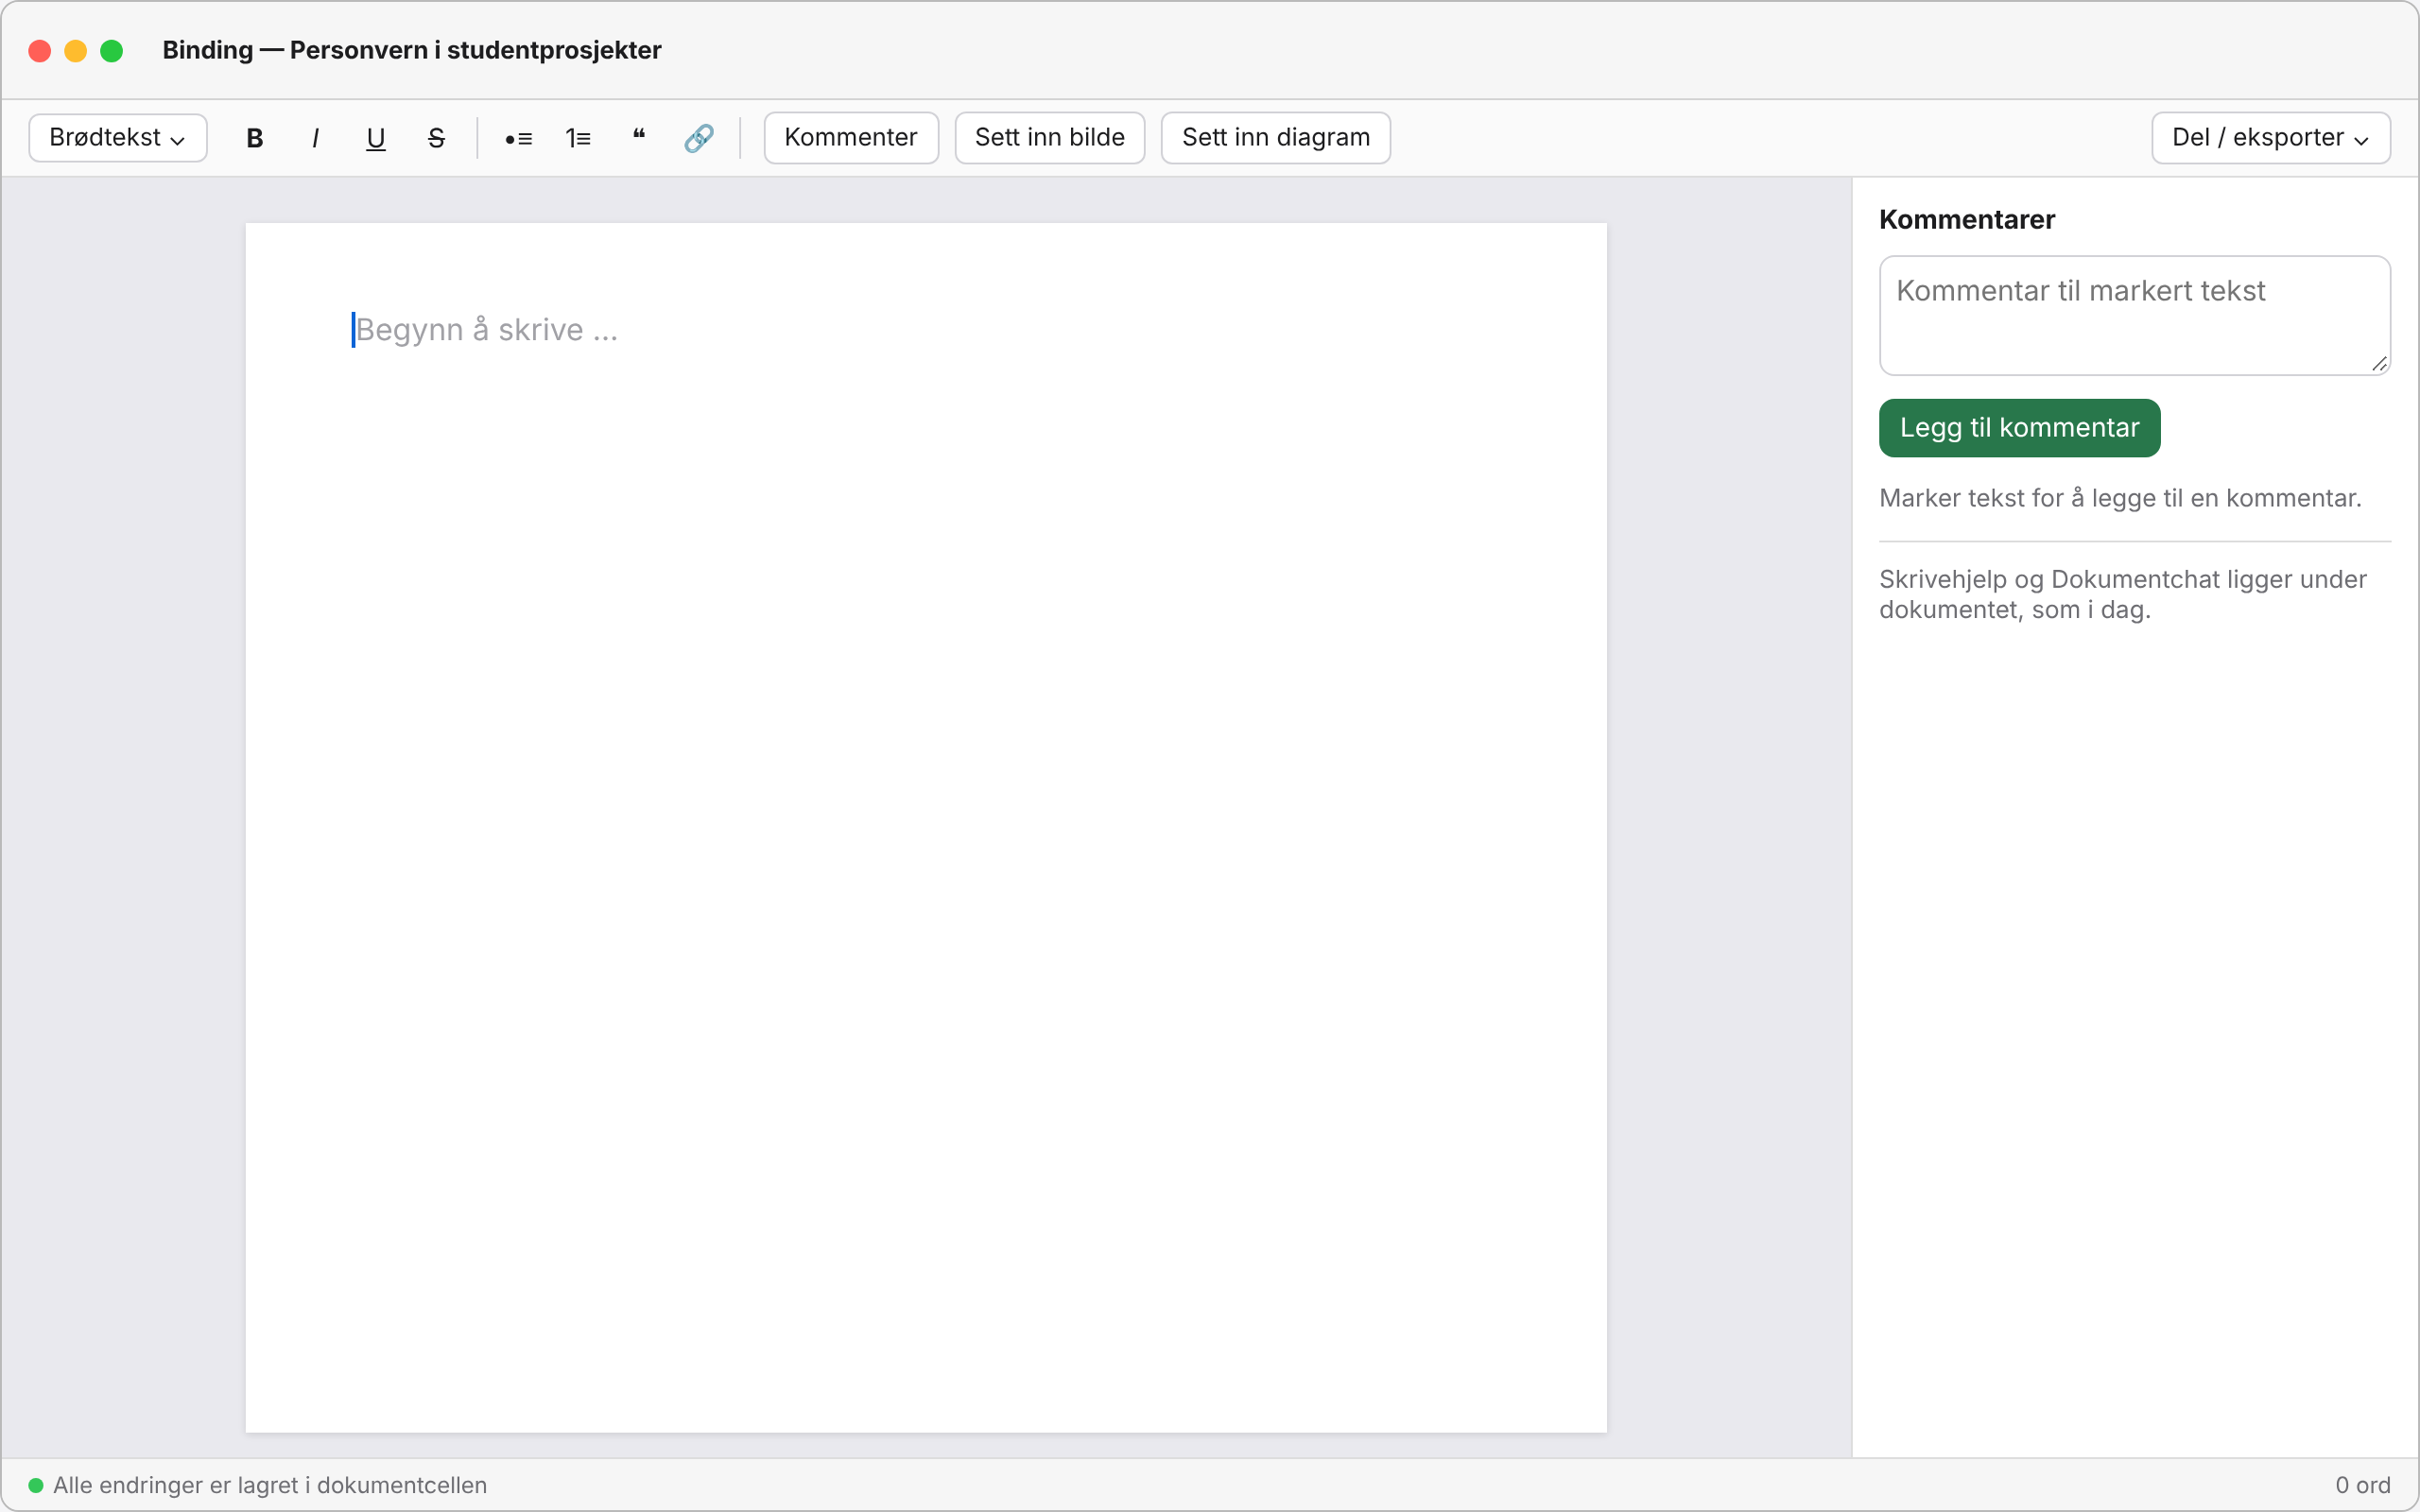 Binding — Personvern i studentprosjekter
Brødtekst
B I U S •≡ 1≡ ❝ Kommenter Sett inn bilde Sett inn diagram Del / eksporter
Begynn å skrive ...
Kommentarer
Kommentar til markert tekst
Legg til kommentar
Marker tekst for å legge til en kommentar.
Skrivehjelp og Dokumentchat ligger under
dokumentet, som i dag.
Alle endringer er lagret i dokumentcellen
0 ord